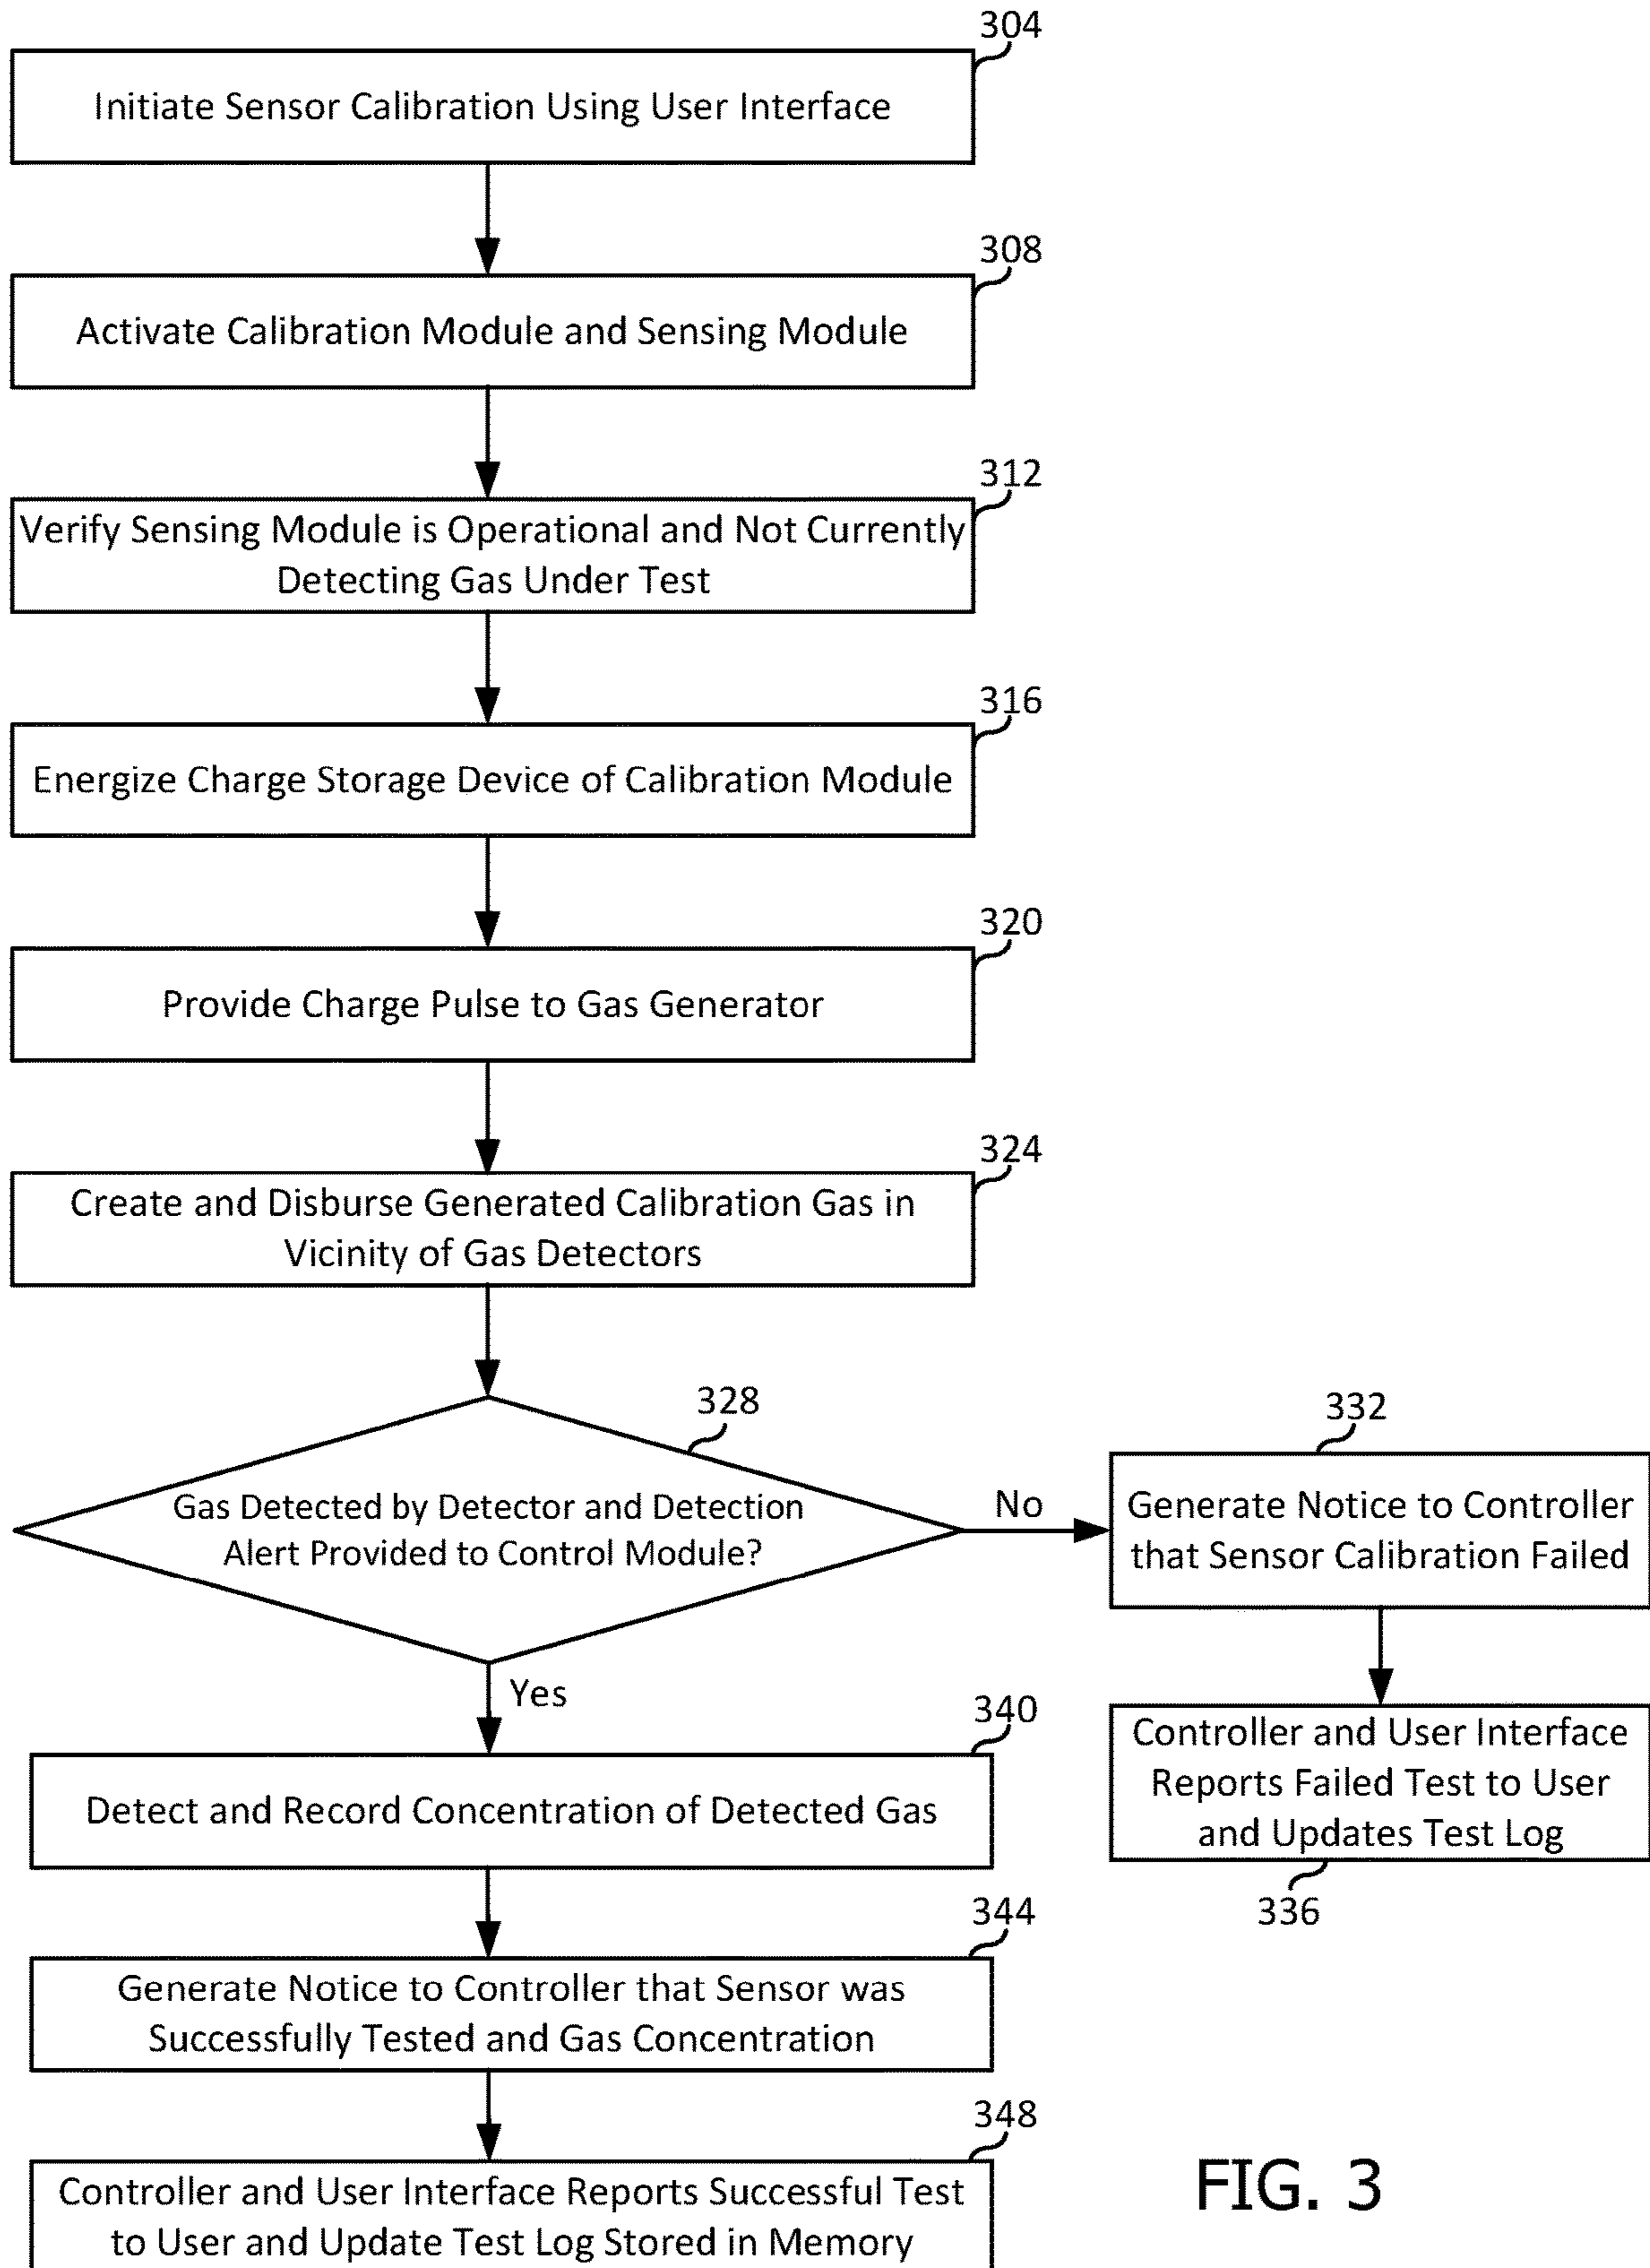 304
Initiate Sensor Calibration Using User Interface
308
Activate Calibration Module and Sensing Module
312
Verify Sensing Module is Operational and Not Currently
Detecting Gas Under Test
316
Energize Charge Storage Device of Calibration Module
320
Provide Charge Pulse to Gas Generator
324
Create and Disburse Generated Calibration Gas in
Vicinity of Gas Detectors
328
Gas Detected by Detector and Detection
Alert Provided to Control Module?
No
332
Generate Notice to Controller
that Sensor Calibration Failed
Controller and User Interface
Reports Failed Test to User
and Updates Test Log
336
Yes
340
Detect and Record Concentration of Detected Gas
344
Generate Notice to Controller that Sensor was
Successfully Tested and Gas Concentration
348
Controller and User Interface Reports Successful Test
to User and Update Test Log Stored in Memory
FIG. 3